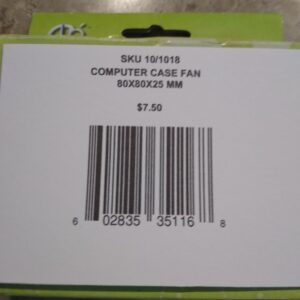 SKU 10/1018
COMPUTER CASE FAN
80X80X25 MM
$7.50
6 02835 35116 8